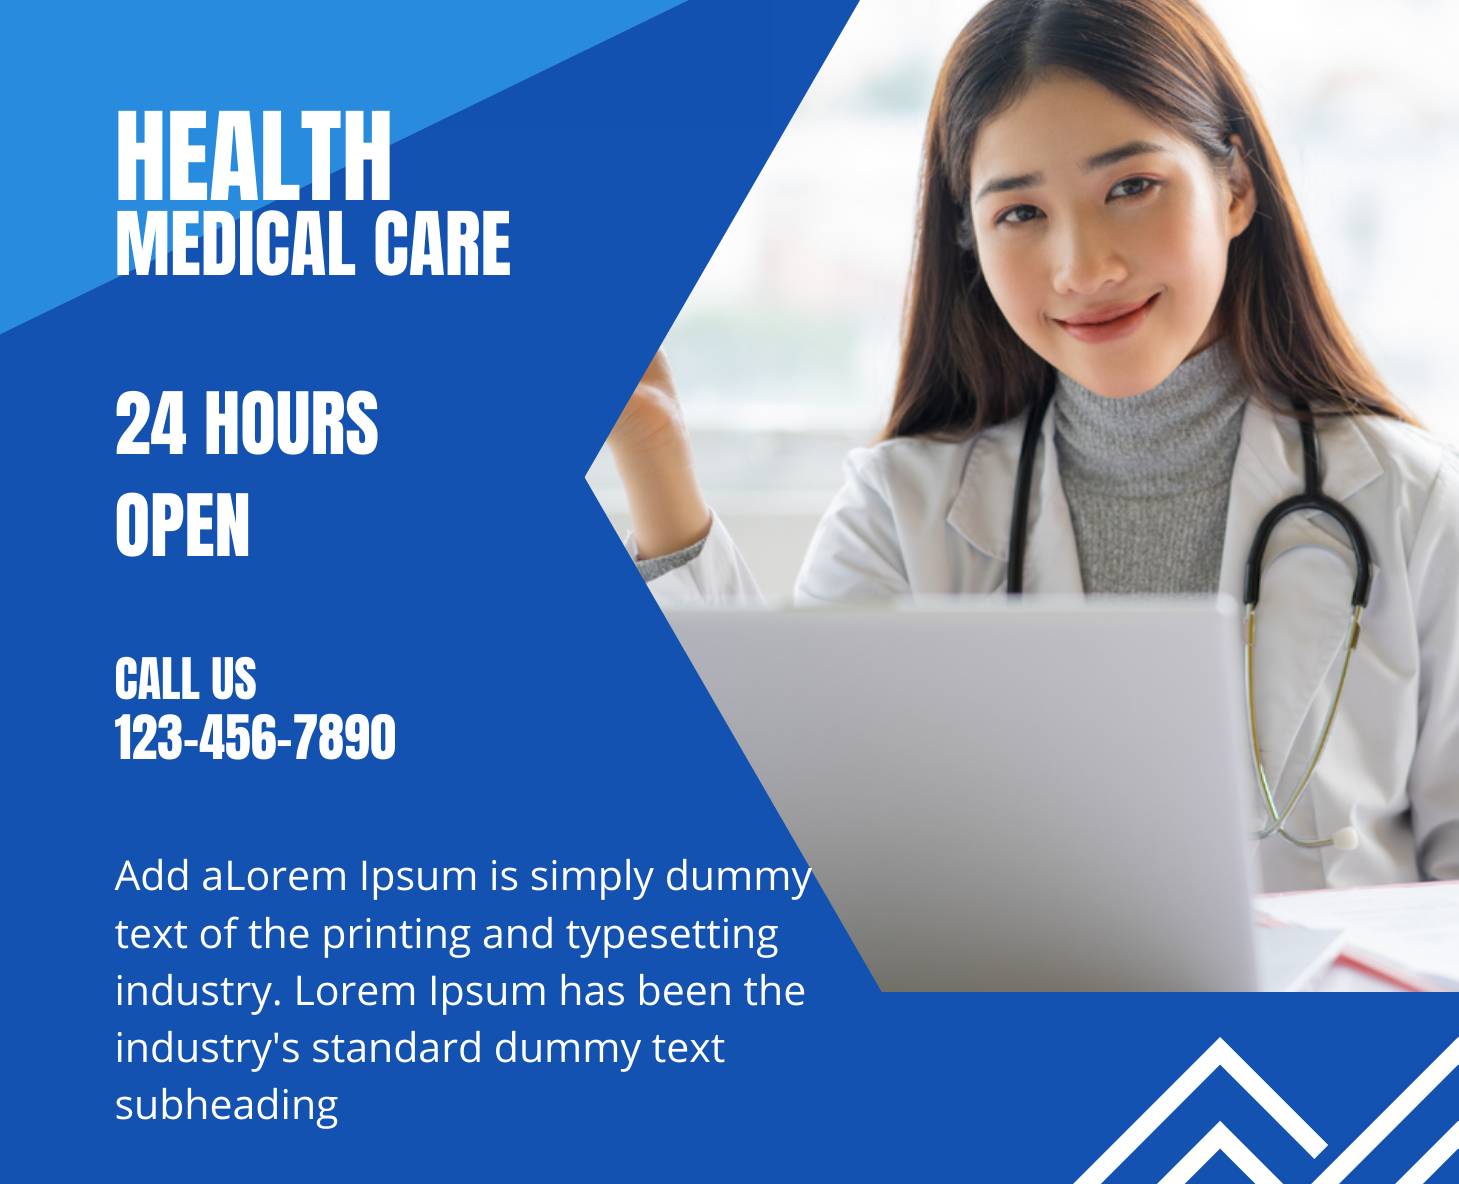 HEALTH
MEDICAL CARE
24 HOURS
OPEN
CALL US
123-456-7890
Add aLorem Ipsum is simply dummy
text of the printing and typesetting
industry. Lorem Ipsum has been the
industry's standard dummy text
subheading